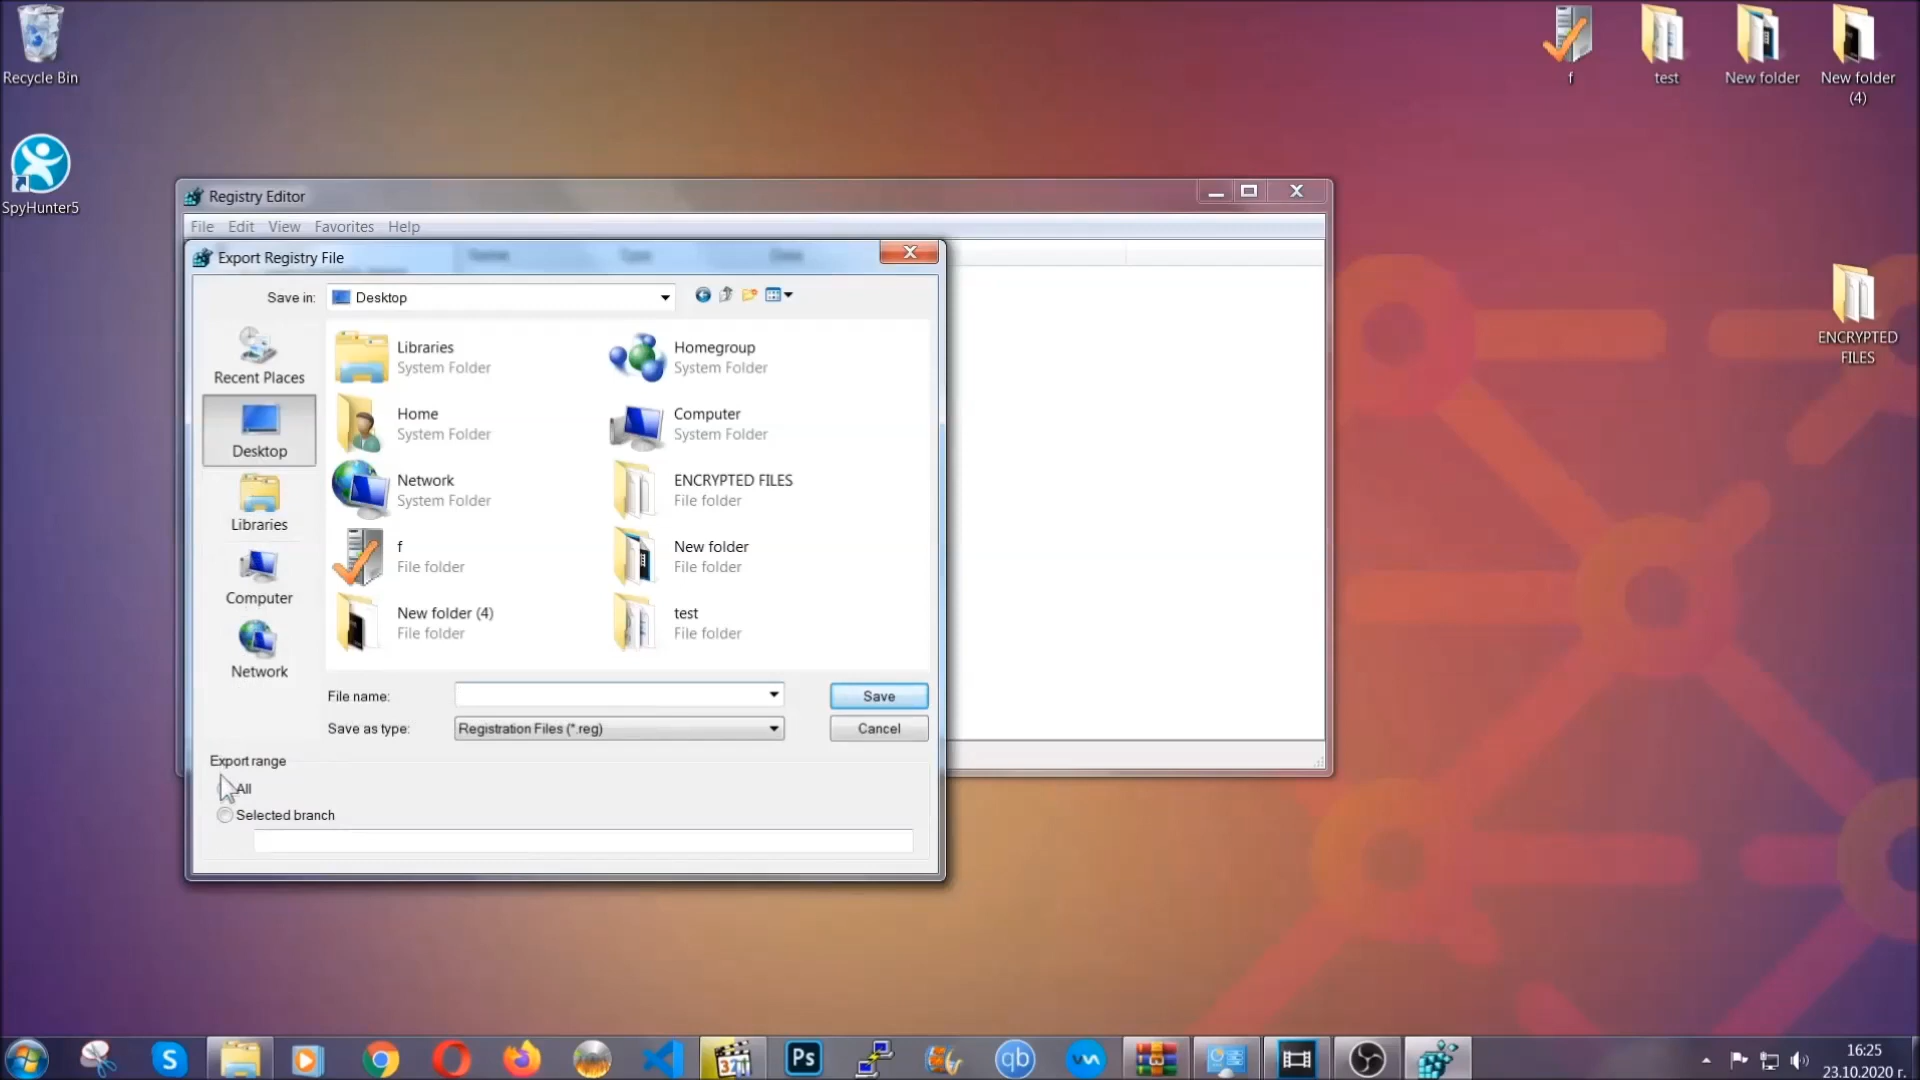 Recycle Bin
SpyHunter5
f
test
New folder
New folder
(4)
ENCRYPTED
FILES
Registry Editor
File Edit View Favorites Help
Export Registry File
Save in:
Desktop
Recent Places
Desktop
Libraries
Computer
Network
Libraries
System Folder
Homegroup
System Folder
Home
System Folder
Computer
System Folder
Network
System Folder
ENCRYPTED FILES
File folder
f
File folder
New folder
File folder
New folder (4)
File folder
test
File folder
File name:
Save
Save as type:
Registration Files (*.reg)
Cancel
Export range
All
Selected branch
S
321
Ps
qb
16:25
23.10.2020 г.